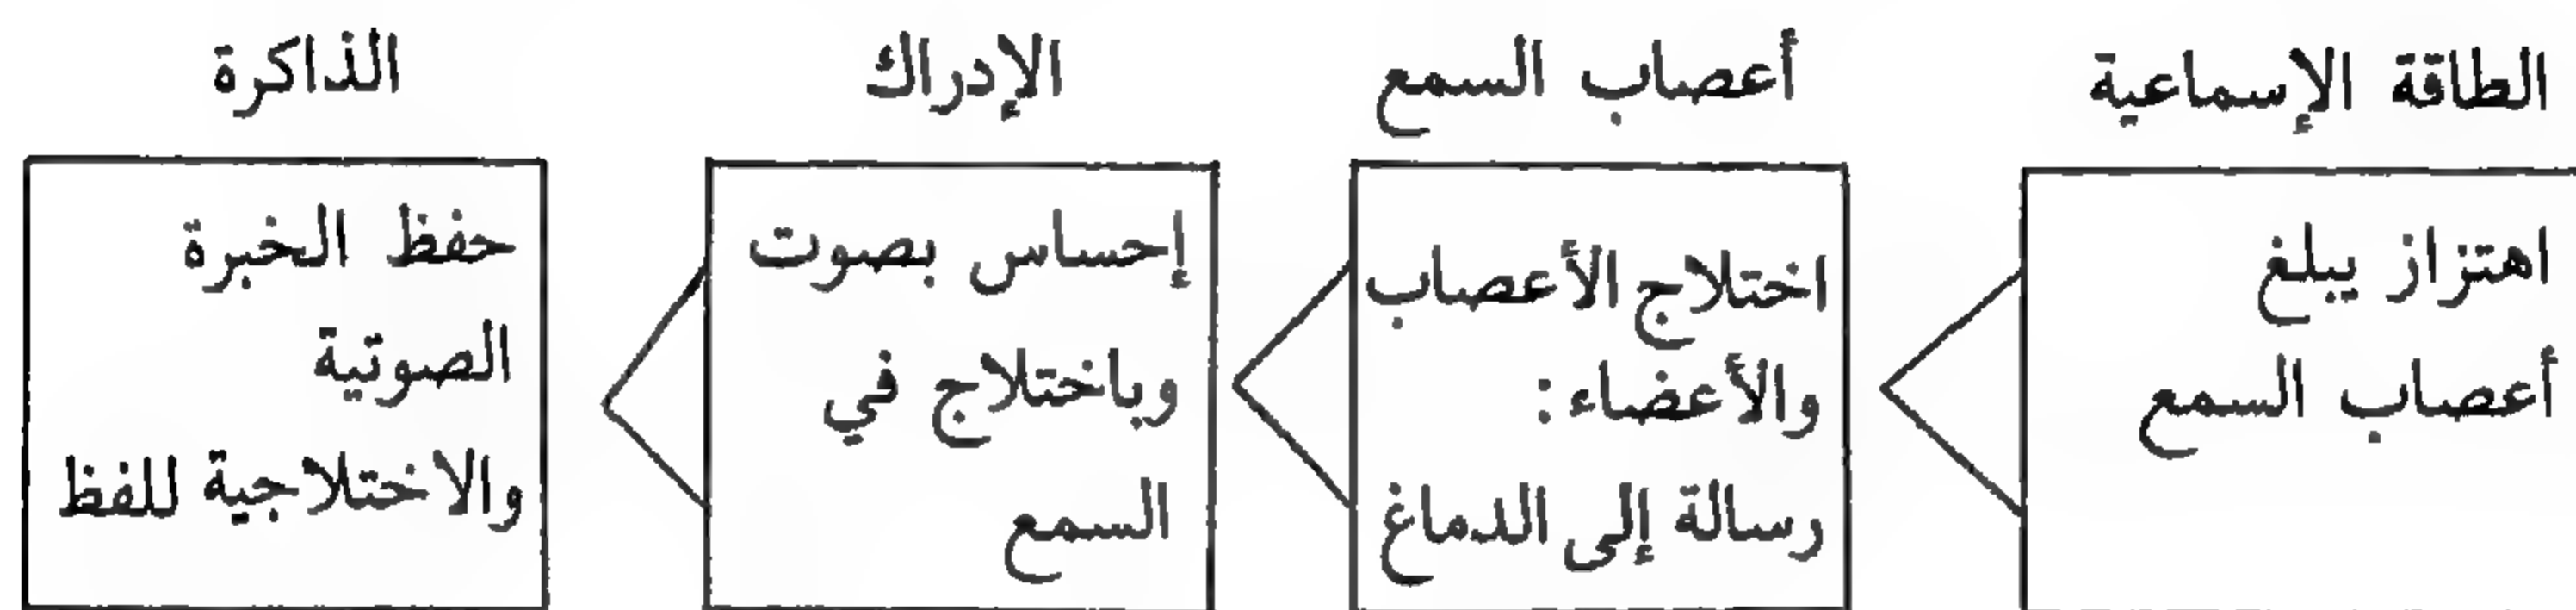 الطاقة الإسماعية
اهتزاز يبلغ
أعصاب السمع
أعصاب السمع
اختلاج الأعصاب
والأعضاء:
رسالة إلى الدماغ
الإدراك
إحساس بصوت
وباختلاج في
السمع
الذاكرة
حفظ الخبرة
الصوتية
والاختلاجية للفظ